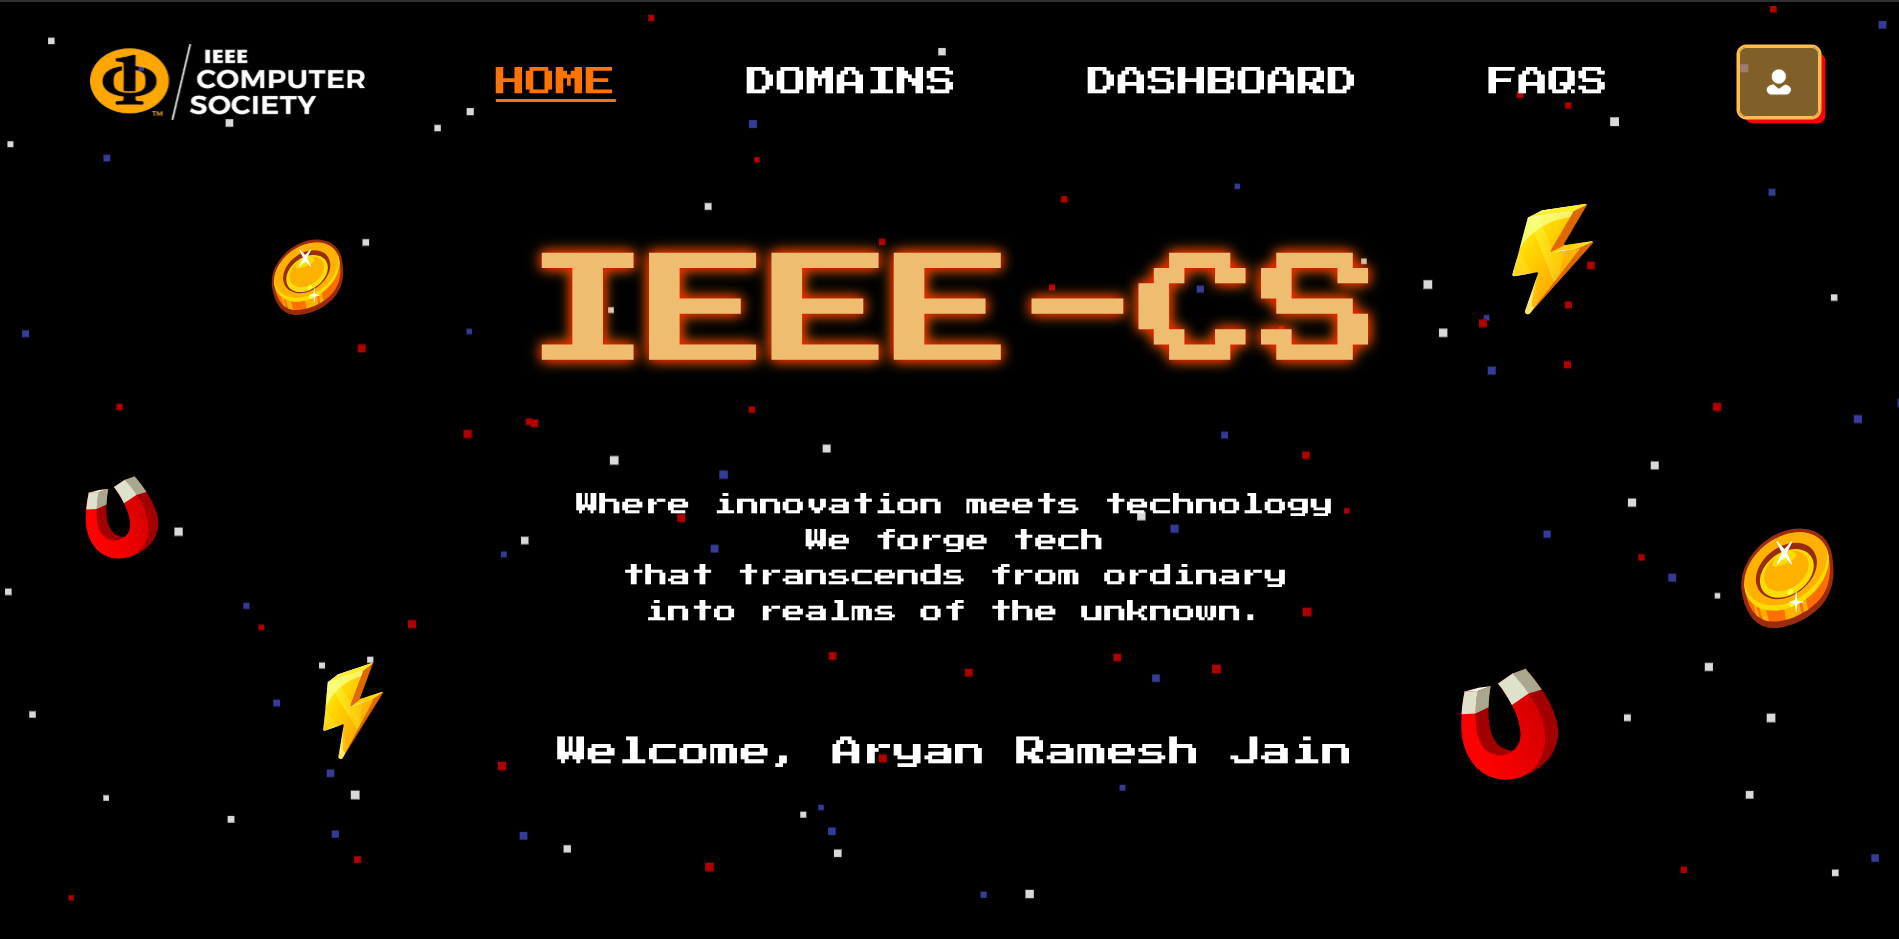 IEEE
COMPUTER
SOCIETY
TM
HOME
DOMAINS
DASHBOARD
FAQS
IEEE-CS
Where innovation meets technology
We forge tech
that transcends from ordinary
into realms of the unknown.
Welcome, Aryan Ramesh Jain